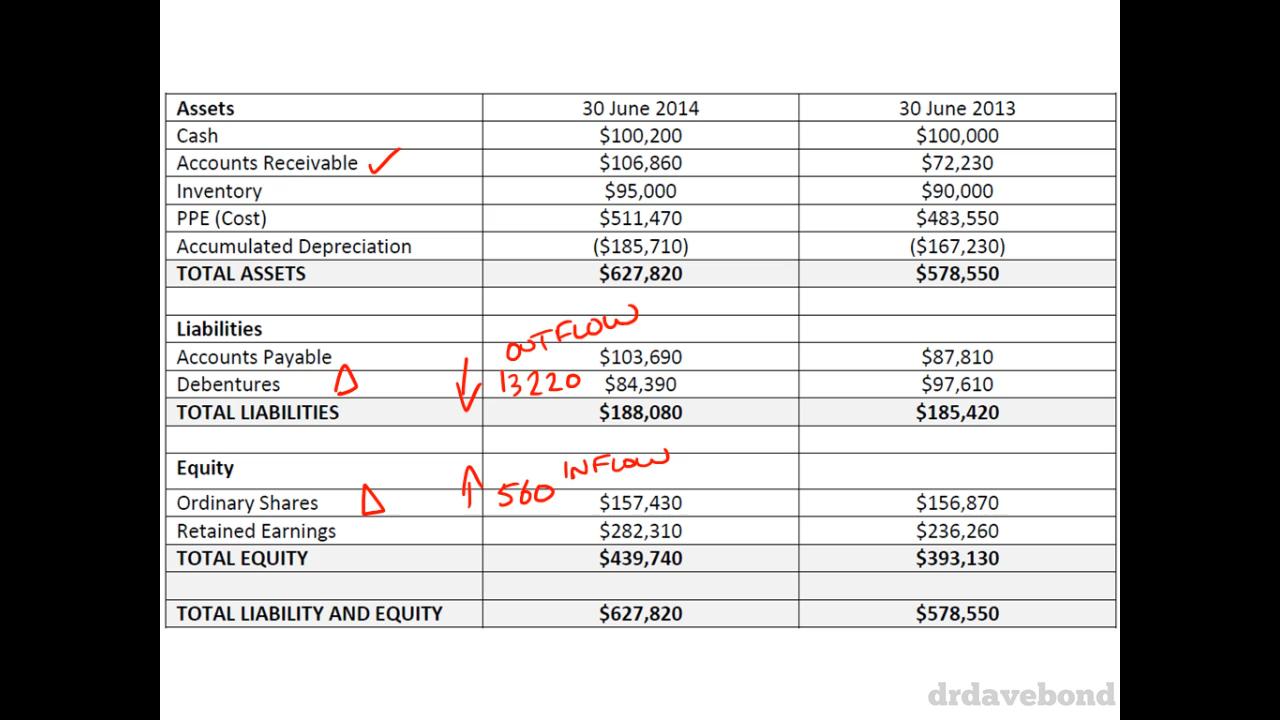 Assets 30 June 2014 30 June 2013
Cash $100,200 $100,000
Accounts Receivable $106,860 $72,230
Inventory $95,000 $90,000
PPE (Cost) $511,470 $483,550
Accumulated Depreciation ($185,710) ($167,230)
TOTAL ASSETS $627,820 $578,550
Liabilities
OUTFLOW
Accounts Payable $103,690 $87,810
Debentures Δ 13220 $84,390 $97,610
TOTAL LIABILITIES $188,080 $185,420
Equity
INFLOW
Ordinary Shares Δ 560 $157,430 $156,870
Retained Earnings $282,310 $236,260
TOTAL EQUITY $439,740 $393,130
TOTAL LIABILITY AND EQUITY $627,820 $578,550
drdavebond